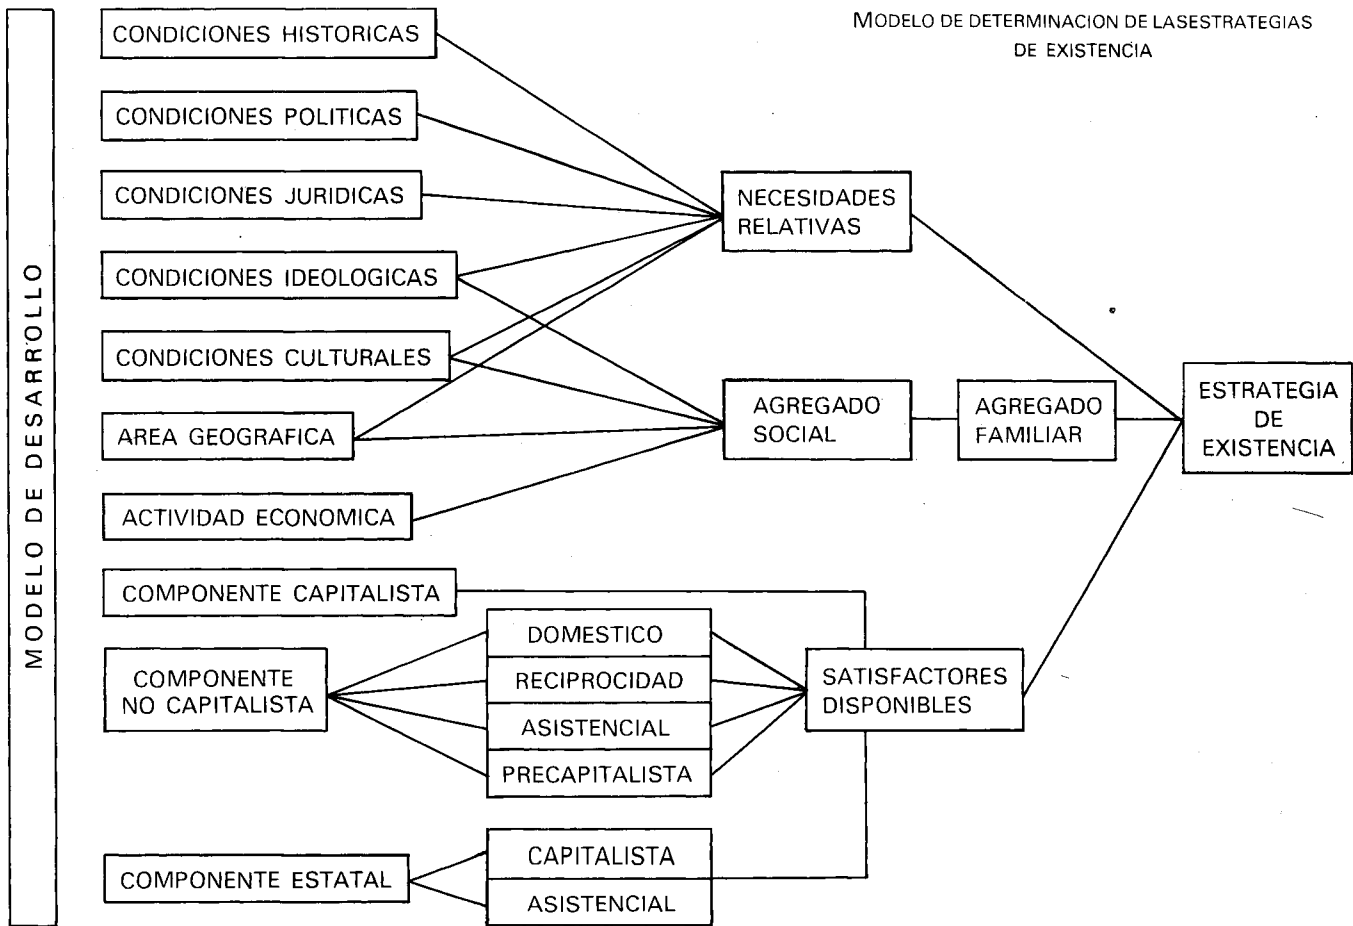 MODELO DE DETERMINACION DE LASESTRATEGIAS
DE EXISTENCIA
MODELO DE DESARROLLO
CONDICIONES HISTORICAS
CONDICIONES POLITICAS
CONDICIONES JURIDICAS
CONDICIONES IDEOLOGICAS
CONDICIONES CULTURALES
AREA GEOGRAFICA
ACTIVIDAD ECONOMICA
COMPONENTE CAPITALISTA
COMPONENTE
NO CAPITALISTA
COMPONENTE ESTATAL
DOMESTICO
RECIPROCIDAD
ASISTENCIAL
PRECAPITALISTA
CAPITALISTA
ASISTENCIAL
NECESIDADES
RELATIVAS
AGREGADO
SOCIAL
AGREGADO
FAMILIAR
SATISFACTORES
DISPONIBLES
ESTRATEGIA
DE
EXISTENCIA